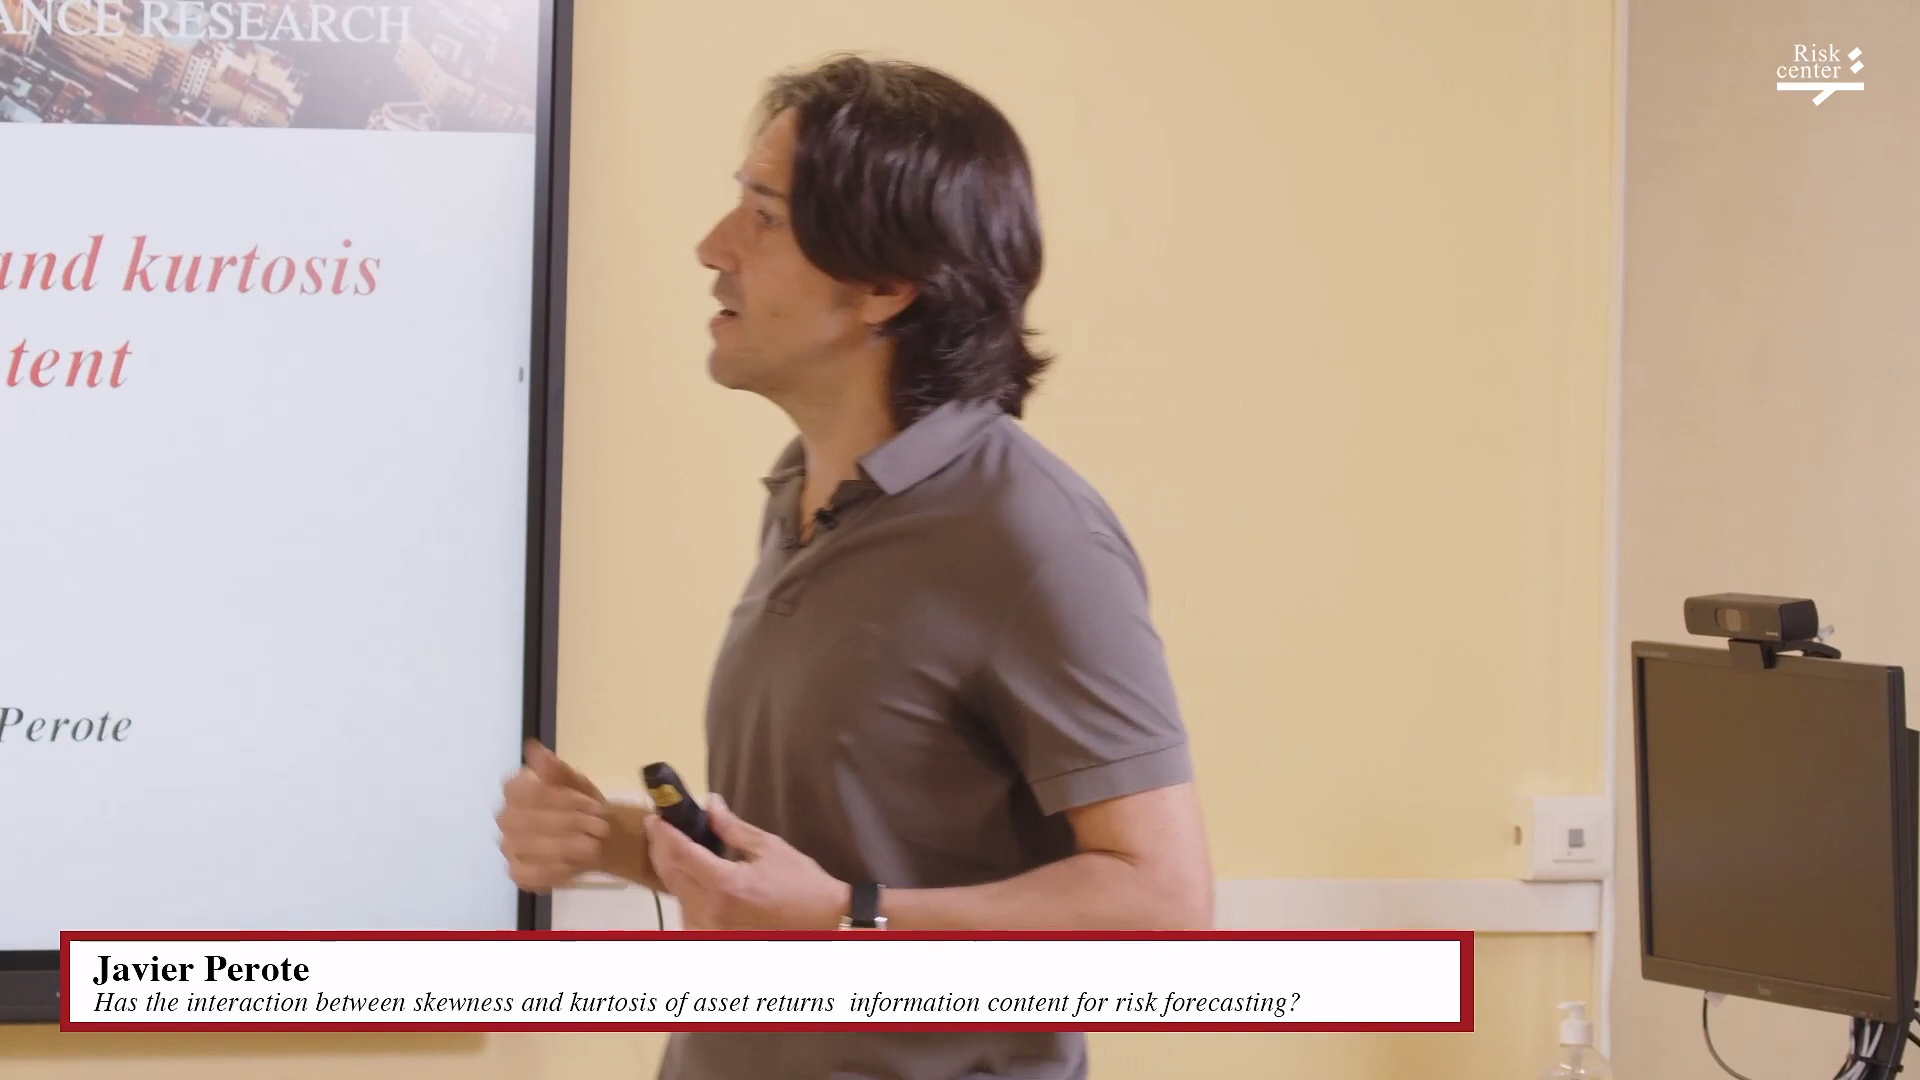 ANCE RESEARCH
and kurtosis
tent
Perote
Risk
center
Javier Perote
Has the interaction between skewness and kurtosis of asset returns information content for risk forecasting?